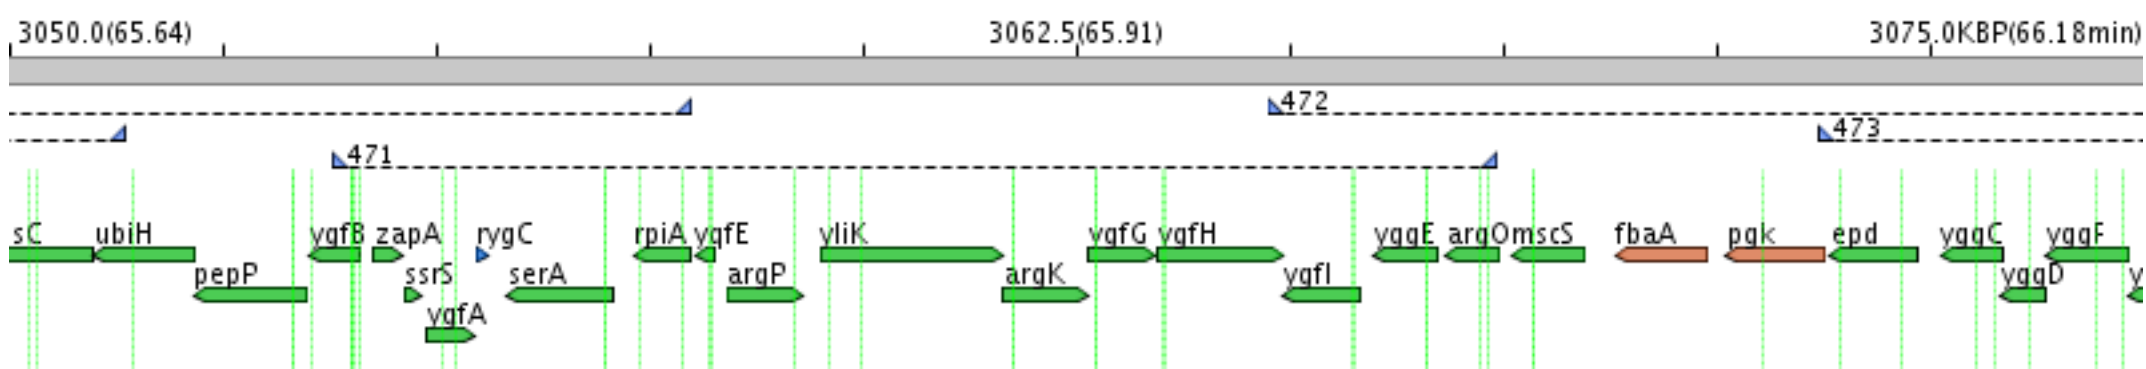 3050.0(65.64) 3062.5(65.91) 3075.0KBP(66.18min)
472
473
471
sC ubiH ygfB zapA rygC rpiA ygfE yliK ygfG ygfH yggE argO mscS fbaA pgk epd yggC yggF
pepP ssrS serA argP argK ygfI yggD y
ygfA